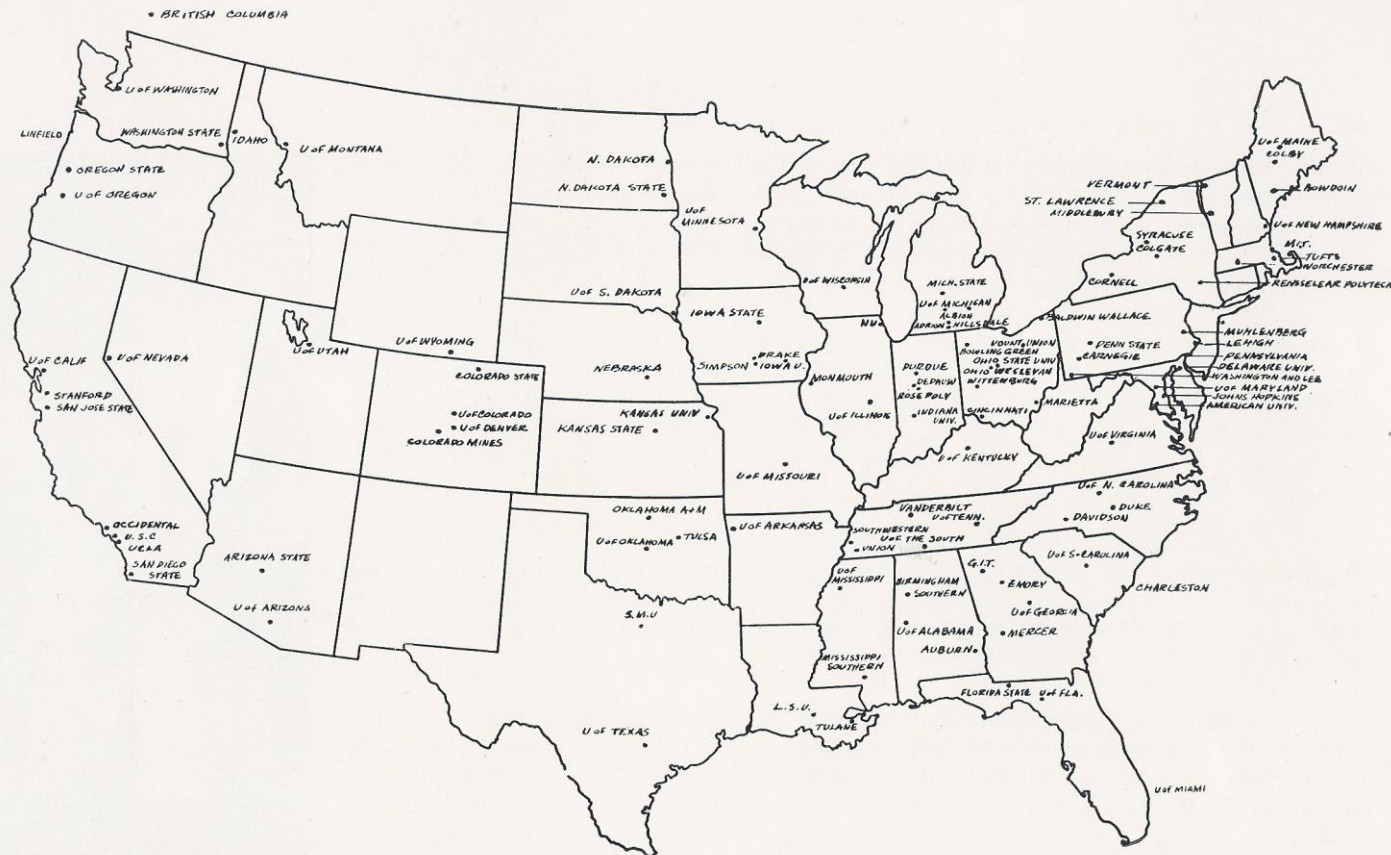 BRITISH COLUMBIA
U OF WASHINGTON
WASHINGTON STATE
IDAHO
LINFIELD
OREGON STATE
U OF OREGON
U OF MONTANA
N. DAKOTA
N. DAKOTA STATE
U OF
MINNESOTA
U OF S. DAKOTA
U OF WISCONSIN
MICH. STATE
U OF MICHIGAN
ALBION
ADRION
HILLSDALE
U OF MAINE
COLBY
BOWDOIN
VERMONT
ST. LAWRENCE
MIDDLEBURY
U OF NEW HAMPSHIRE
SYRACUSE
COLGATE
CORNELL
M.I.T.
TUFTS
WORCHESTER
RENSSELEAR POLYTECH
IOWA STATE
SIMPSON
DRAKE
IOWA U.
NU
BALDWIN WALLACE
PENN STATE
CARNEGIE
MUHLENBERG
LEHIGH
PENNSYLVANIA
DELAWARE UNIV.
WASHINGTON AND LEE
U OF MARYLAND
JOHNS HOPKINS
AMERICAN UNIV.
U OF CALIF
STANFORD
SAN JOSE STATE
U OF NEVADA
U OF UTAH
U OF WYOMING
COLORADO STATE
U OF COLORADO
U OF DENVER
COLORADO MINES
NEBRASKA
KANSAS UNIV
KANSAS STATE
MONMOUTH
U OF ILLINOIS
PURDUE
DEPAUW
ROSE POLY
INDIANA
UNIV.
BOWLING GREEN
OHIO STATE UNIV
OHIO WESLEYAN
WITTENBURG
CINCINNATI
MARIETTA
U OF MISSOURI
U OF KENTUCKY
U OF VIRGINIA
OCCIDENTAL
U.S.C
UCLA
SAN DIEGO
STATE
ARIZONA STATE
U OF ARIZONA
OKLAHOMA A+M
U OF OKLAHOMA
TULSA
U OF ARKANSAS
VANDERBILT
U OF TENN.
SOUTHWESTERN
U OF THE SOUTH
UNION
U OF N. CAROLINA
DUKE
DAVIDSON
U OF S. CAROLINA
CHARLESTON
U OF
MISSISSIPPI
BIRMINGHAM
SOUTHERN
G.I.T.
EMORY
U OF GEORGIA
MERCER
U OF ALABAMA
AUBURN
MISSISSIPPI
SOUTHERN
S.M.U
U OF TEXAS
L.S.U.
TULANE
FLORIDA STATE
U OF FLA.
U OF MIAMI